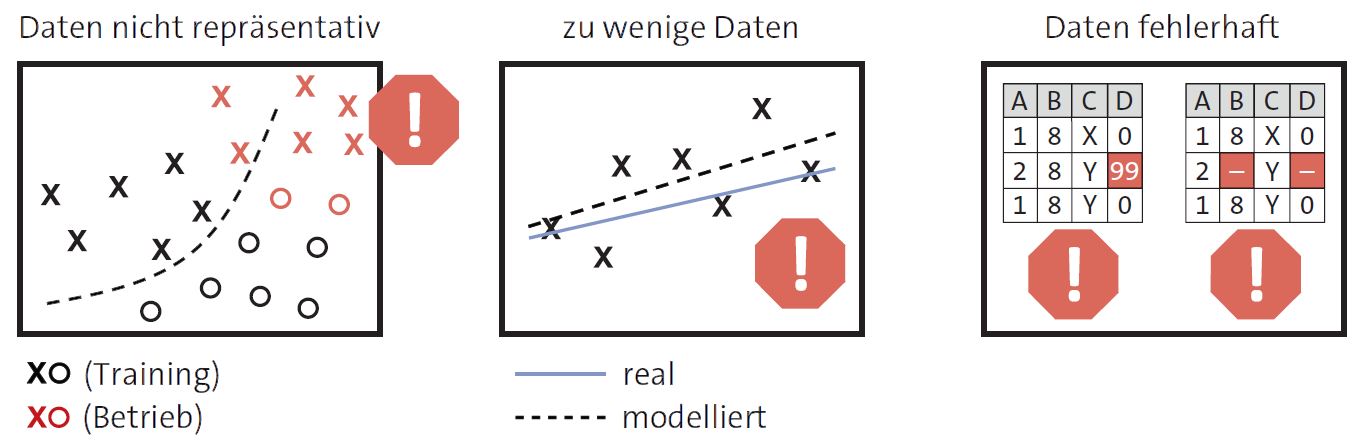 Daten nicht repräsentativ
XO (Training)
XO (Betrieb)
zu wenige Daten
real
modelliert
Daten fehlerhaft
A B C D
1 8 X 0
2 8 Y 99
1 8 Y 0
A B C D
1 8 X 0
2 – Y –
1 8 Y 0